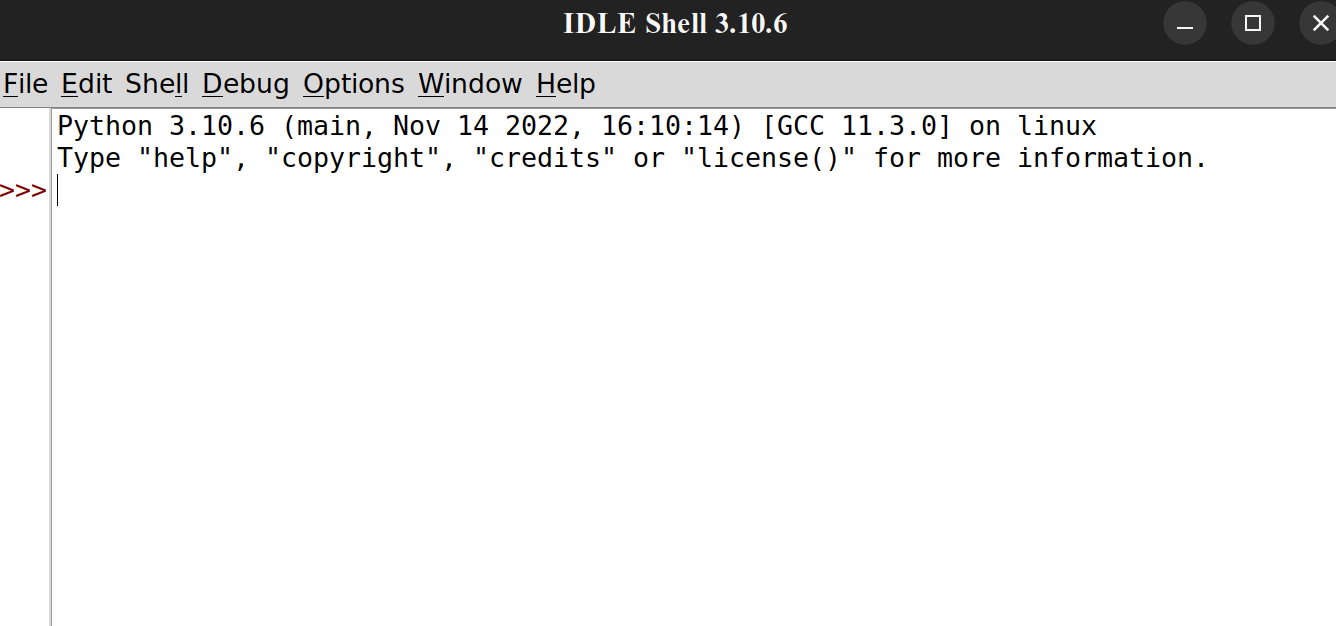 IDLE Shell 3.10.6
File Edit Shell Debug Options Window Help
Python 3.10.6 (main, Nov 14 2022, 16:10:14) [GCC 11.3.0] on linux
Type "help", "copyright", "credits" or "license()" for more information.
>>>